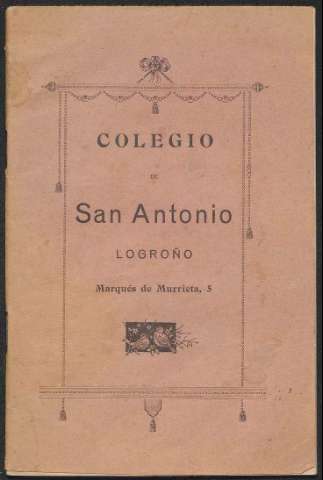 COLEGIO
DE
San Antonio
LOGROÑO
Marqués de Murrieta, 5